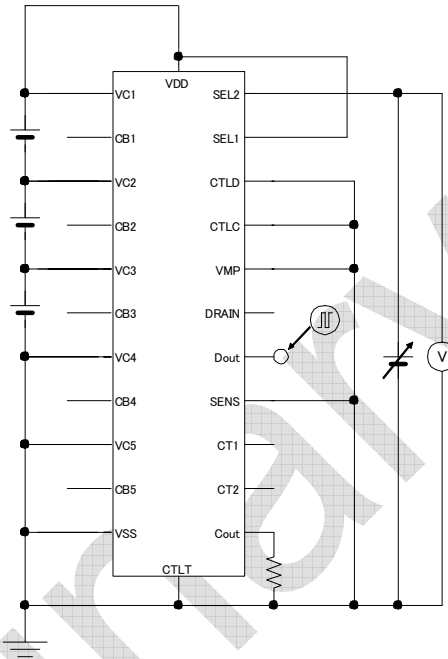 VDD
VC1
SEL2
CB1
SEL1
VC2
CTLD
CB2
CTLC
VC3
VMP
CB3
DRAIN
VC4
Dout
V
CB4
SENS
VC5
CT1
CB5
CT2
VSS
Cout
CTLT